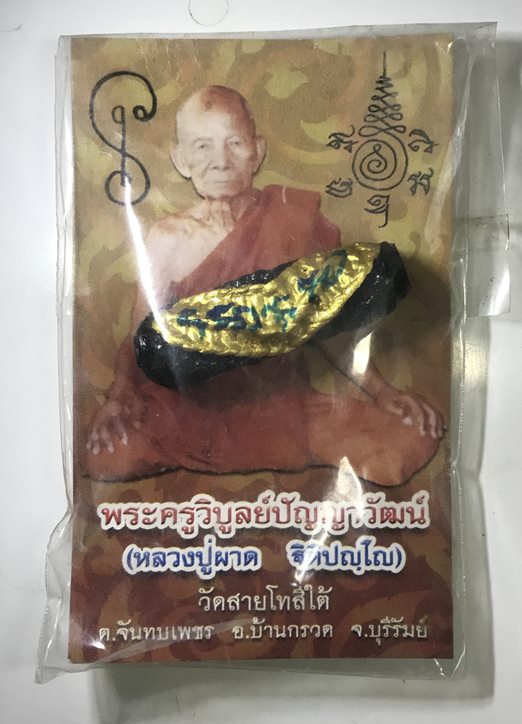 พระครูวิบูลย์ปัญญาวัฒน์
(หลวงปู่ผาด สิติปญฺโญ)
วัดสายโทสี่ใต้
ต.จันทบเพชร อ.บ้านกรวด จ.บุรีรัมย์